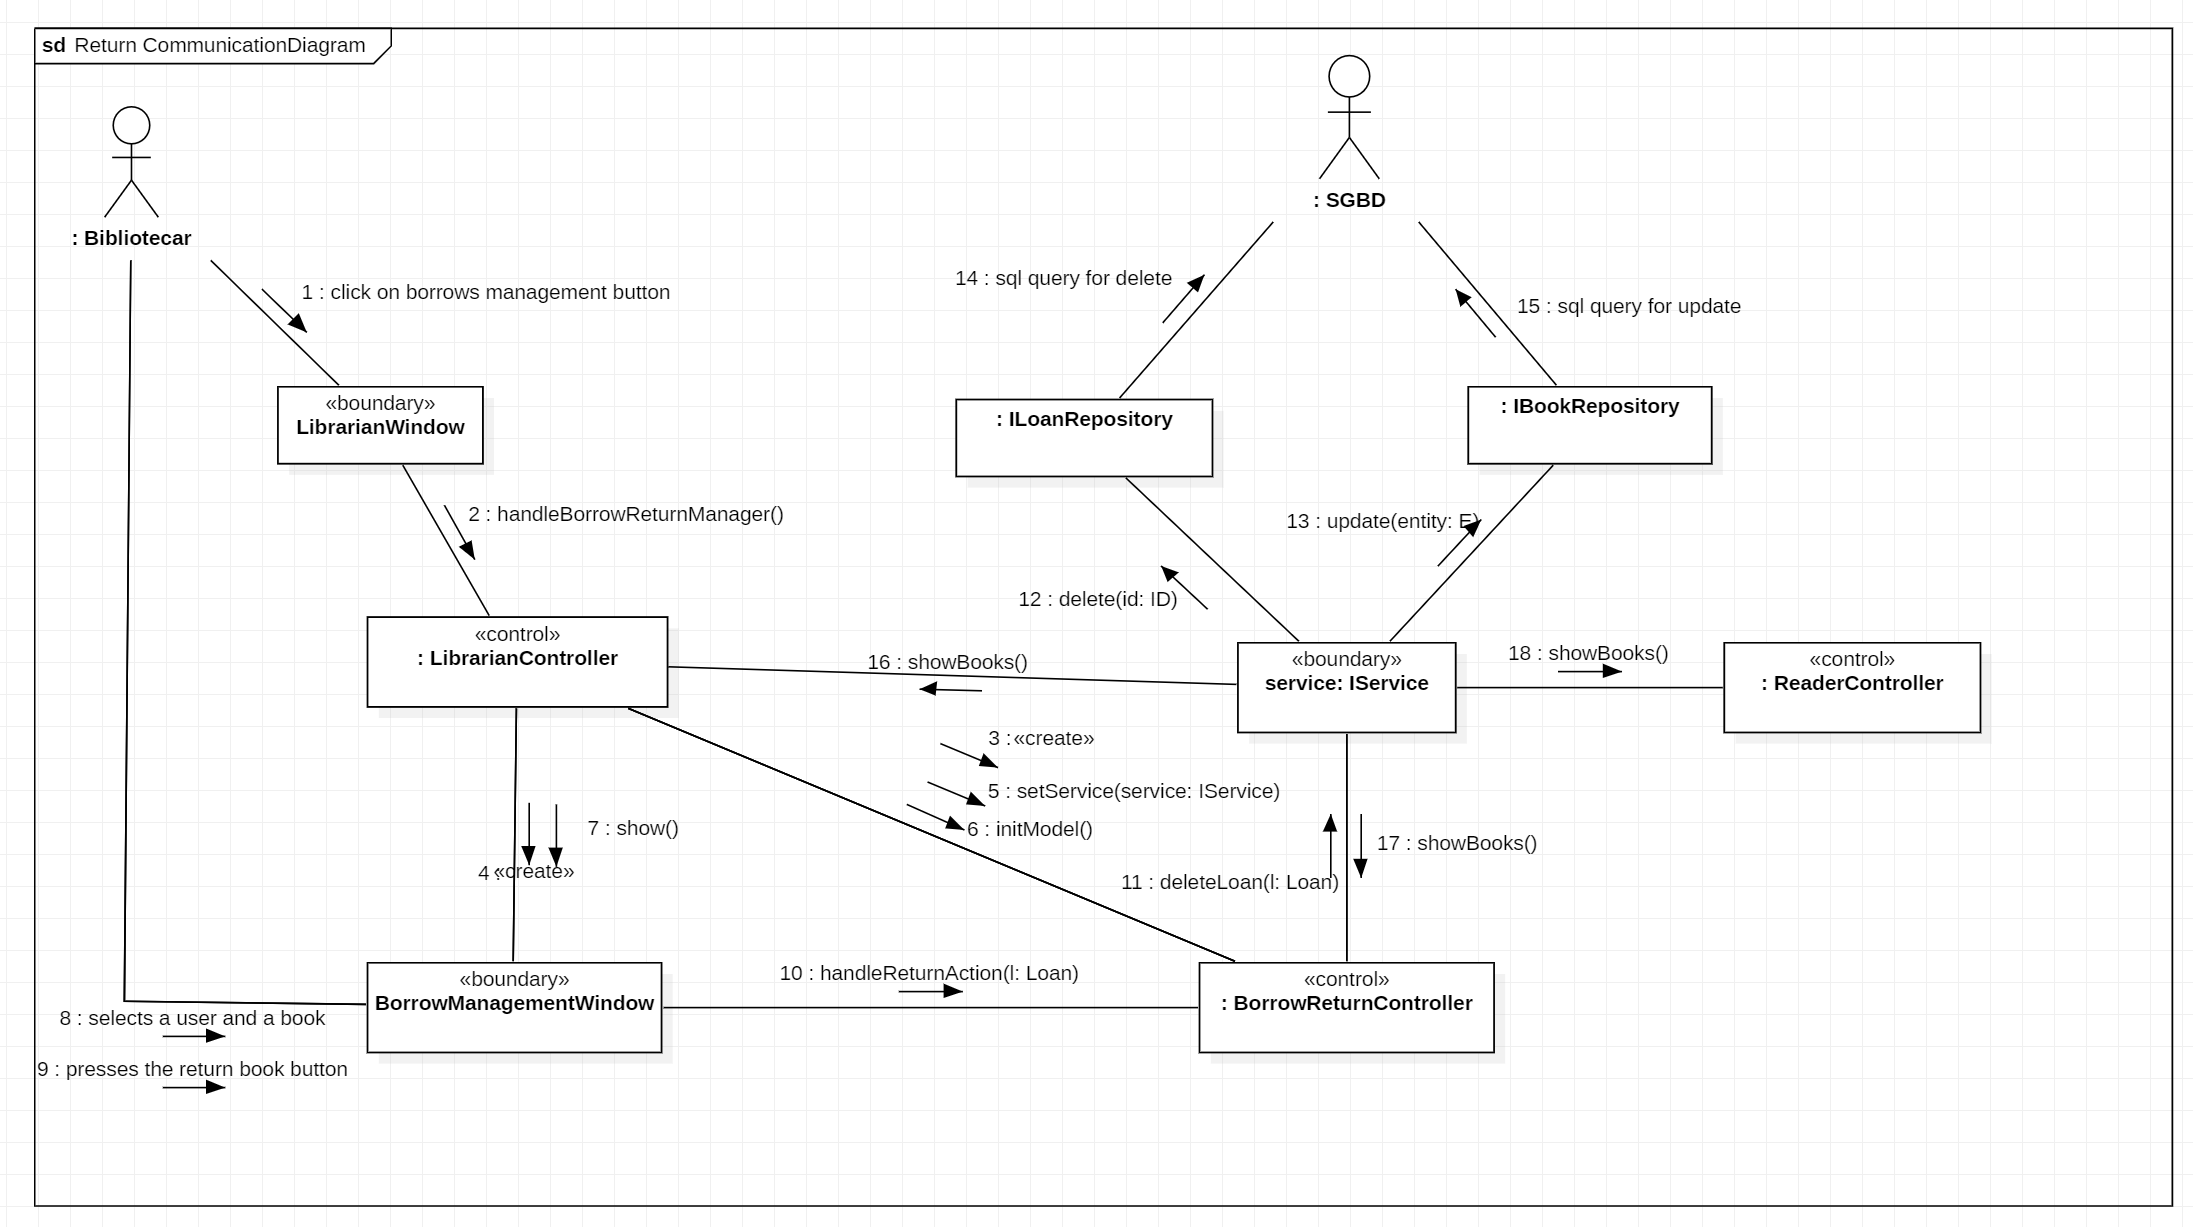 sd Return CommunicationDiagram
: SGBD
: Bibliotecar
1 : click on borrows management button
14 : sql query for delete
15 : sql query for update
«boundary»
LibrarianWindow
: ILoanRepository
: IBookRepository
2 : handleBorrowReturnManager()
13 : update(entity: E)
12 : delete(id: ID)
«control»
: LibrarianController
16 : showBooks()
«boundary»
service: IService
18 : showBooks()
«control»
: ReaderController
3 :«create»
5 : setService(service: IService)
6 : initModel()
7 : show()
4 :«create»
17 : showBooks()
11 : deleteLoan(l: Loan)
«boundary»
BorrowManagementWindow
10 : handleReturnAction(l: Loan)
«control»
: BorrowReturnController
8 : selects a user and a book
9 : presses the return book button